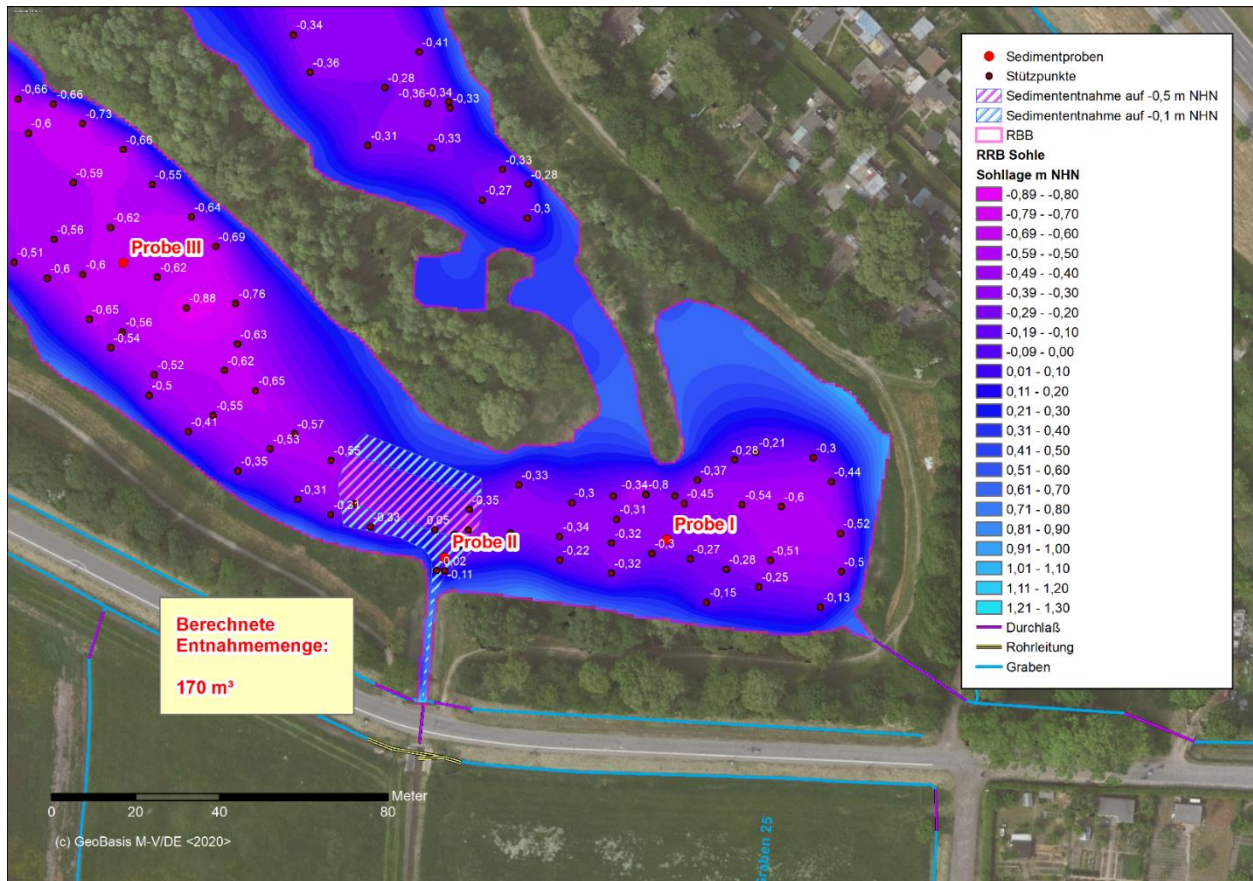 -0,34
-0,41
-0,36
-0,28
-0,36
-0,34
-0,33
-0,66
-0,66
-0,6
-0,73
-0,66
-0,31
-0,33
-0,59
-0,55
-0,33
-0,28
-0,27
-0,3
-0,62
-0,64
-0,56
-0,69
Probe III
-0,51
-0,6
-0,6
-0,62
-0,88
-0,76
-0,65
-0,56
-0,54
-0,63
-0,52
-0,62
-0,5
-0,65
-0,55
-0,41
-0,57
-0,53
-0,35
-0,55
-0,31
-0,31
-0,33
0,05
-0,35
-0,33
-0,3
-0,34
-0,8
-0,45
-0,37
-0,28
-0,21
-0,3
-0,44
-0,54
-0,6
-0,31
-0,34
-0,32
Probe I
-0,52
Probe II
0,02
-0,11
-0,22
-0,32
-0,3
-0,27
-0,28
-0,51
-0,5
-0,25
-0,15
-0,13
Sedimentproben
Stützpunkte
Sedimententnahme auf -0,5 m NHN
Sedimententnahme auf -0,1 m NHN
RBB
RRB Sohle
Sohllage m NHN
-0,89 - -0,80
-0,79 - -0,70
-0,69 - -0,60
-0,59 - -0,50
-0,49 - -0,40
-0,39 - -0,30
-0,29 - -0,20
-0,19 - -0,10
-0,09 - 0,00
0,01 - 0,10
0,11 - 0,20
0,21 - 0,30
0,31 - 0,40
0,41 - 0,50
0,51 - 0,60
0,61 - 0,70
0,71 - 0,80
0,81 - 0,90
0,91 - 1,00
1,01 - 1,10
1,11 - 1,20
1,21 - 1,30
Durchlaß
Rohrleitung
Graben
Berechnete
Entnahmemenge:
170 m³
Meter
0 20 40 80
(c) GeoBasis M-V/DE <2020>
Graben 25